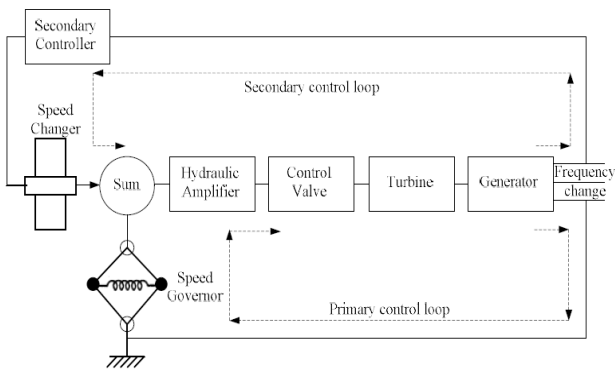 Secondary
Controller
Secondary control loop
Speed
Changer
Sum
Hydraulic
Amplifier
Control
Valve
Turbine
Generator
Frequency
change
Speed
Governor
Primary control loop